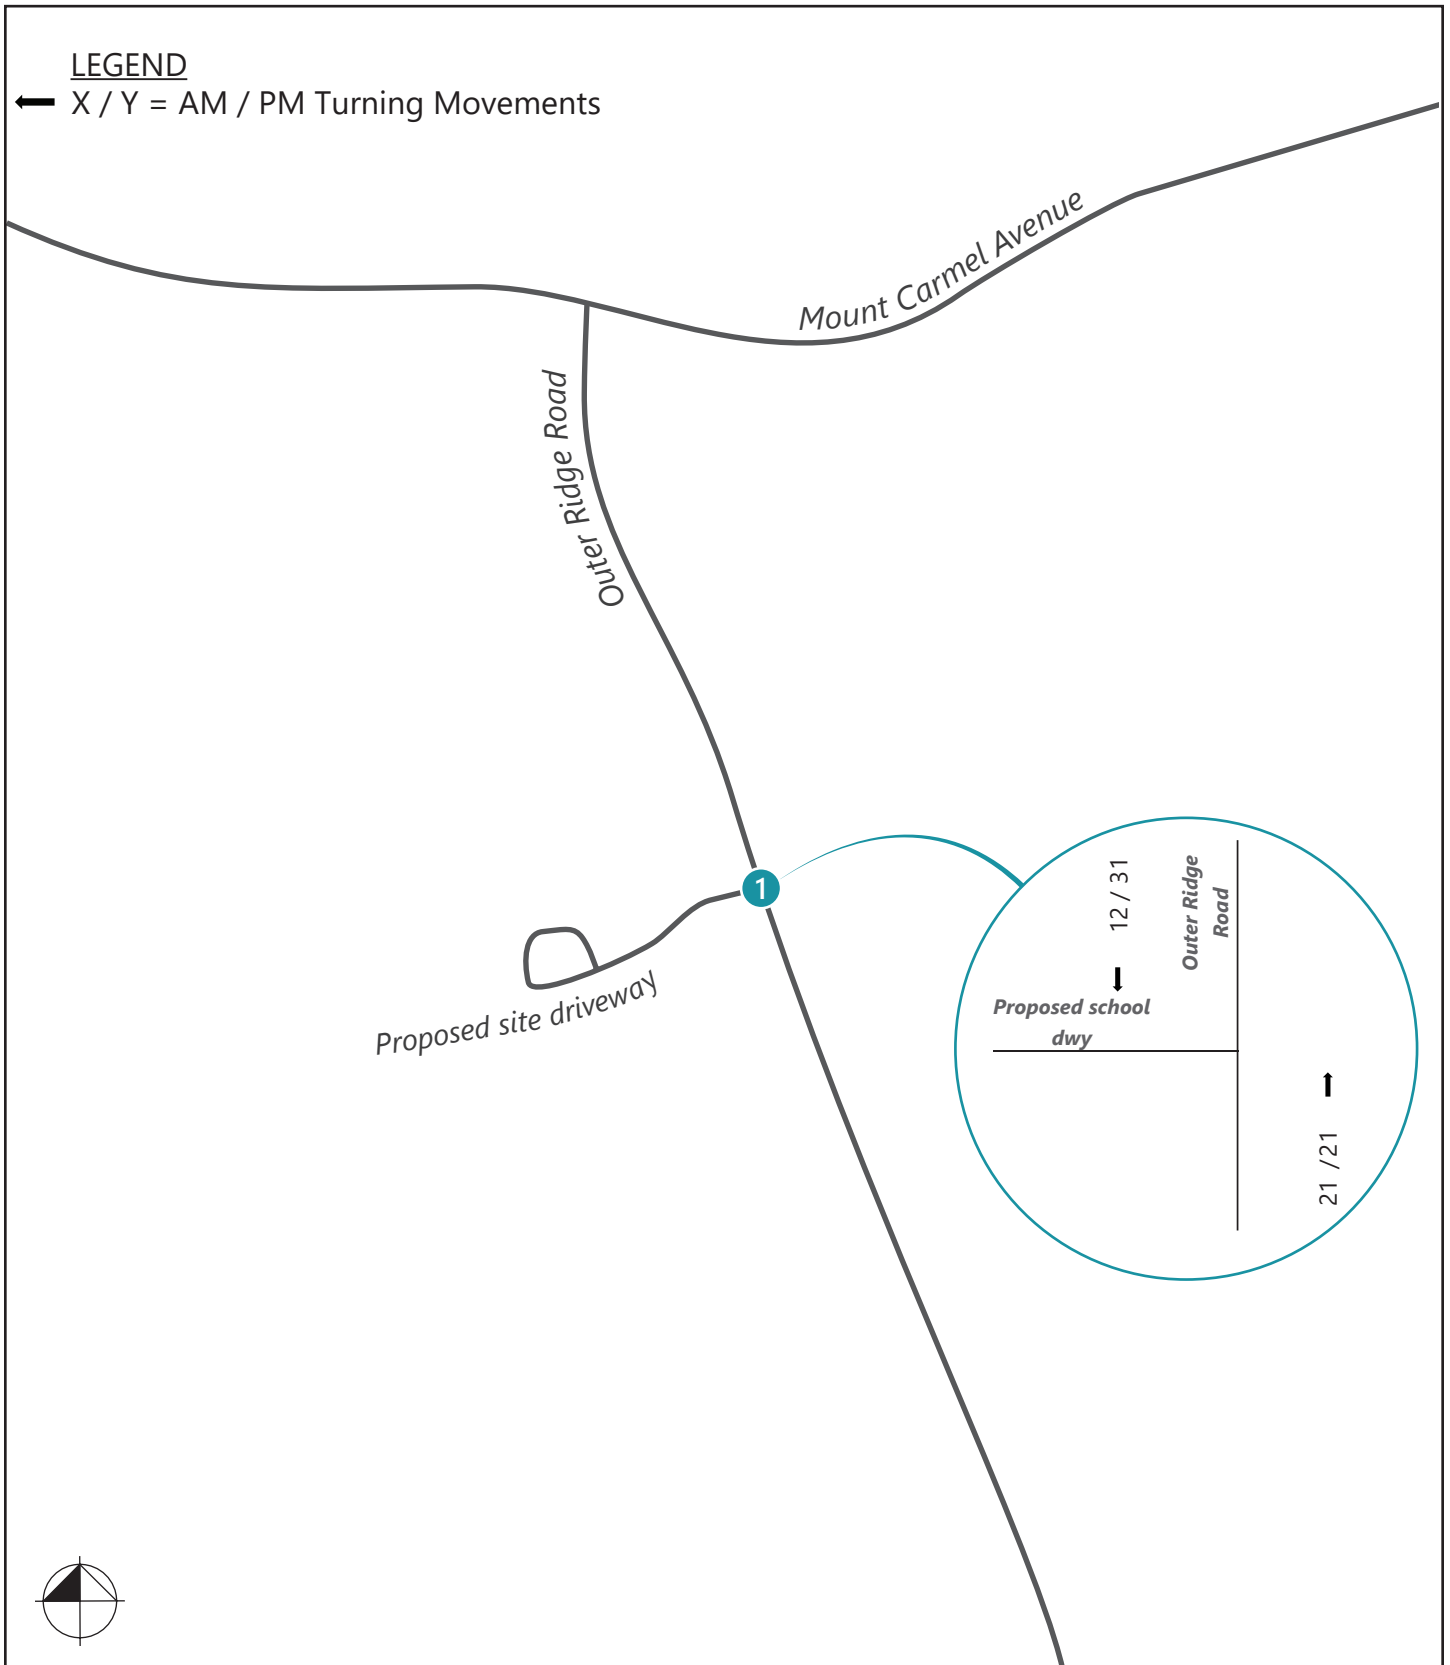 LEGEND
X / Y = AM / PM Turning Movements
Mount Carmel Avenue
Outer Ridge Road
1
12 / 31
Outer Ridge
Road
Proposed school
dwy
Proposed site driveway
21 /21